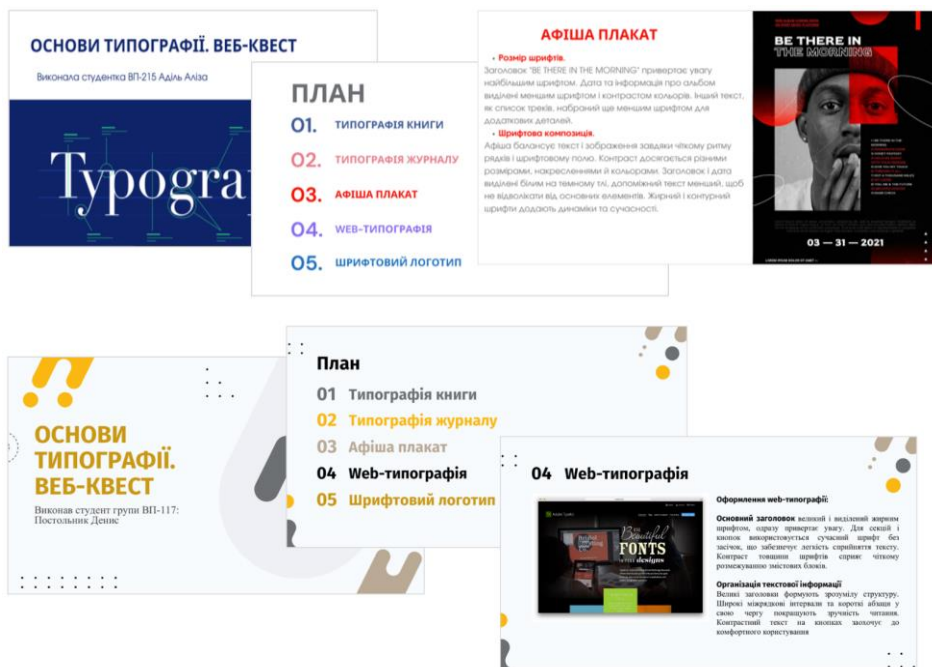 ОСНОВИ ТИПОГРАФІЇ. ВЕБ-КВЕСТ
Виконала студентка ВП-215 Аділь Аліза
Typogra
ПЛАН
01. ТИПОГРАФІЯ КНИГИ
02. ТИПОГРАФІЯ ЖУРНАЛУ
03. АФІША ПЛАКАТ
04. WEB-ТИПОГРАФІЯ
05. ШРИФТОВИЙ ЛОГОТИП
АФІША ПЛАКАТ
• Розмір шрифтів.
Заголовок "BE THERE IN THE MORNING" привертає увагу
найбільшим шрифтом. Дата та інформація про альбом
виділені меншим шрифтом і контрастом кольорів. Інший текст,
як список треків, набраний ще меншим шрифтом для
додаткових деталей.
• Шрифтова композиція.
Афіша балансує текст і зображення завдяки чіткому ритму
рядків і шрифтовому полю. Контраст досягається різними
розмірами, накресленнями й кольорами. Заголовок і дата
виділені білим на темному тлі, допоміжний текст менший, щоб
не відволікати від основних елементів. Жирний і контурний
шрифти додають динаміки та сучасності.
BE THERE IN
THE MORNING
03 — 31 — 2021
ОСНОВИ
ТИПОГРАФІЇ.
ВЕБ-КВЕСТ
Виконав студент групи ВП-117:
Постольник Денис
План
01 Типографія книги
02 Типографія журналу
03 Афіша плакат
04 Web-типографія
05 Шрифтовий логотип
04 Web-типографія
Beautiful
FONTS
designs
Оформлення web-типографії:
Основний заголовок великий і виділений жирним
шрифтом, одразу привертає увагу. Для секцій і
кнопок використовується сучасний шрифт без
засічок, що забезпечує легкість сприйняття тексту.
Контраст товщини шрифтів сприяє чіткому
розмежуванню змістових блоків.
Організація текстової інформації
Великі заголовки формують зрозумілу структуру.
Широкі міжрядкові інтервали та короткі абзаци у
свою чергу покращують зручність читання.
Контрастний текст на кнопках заохочує до
комфортного користування